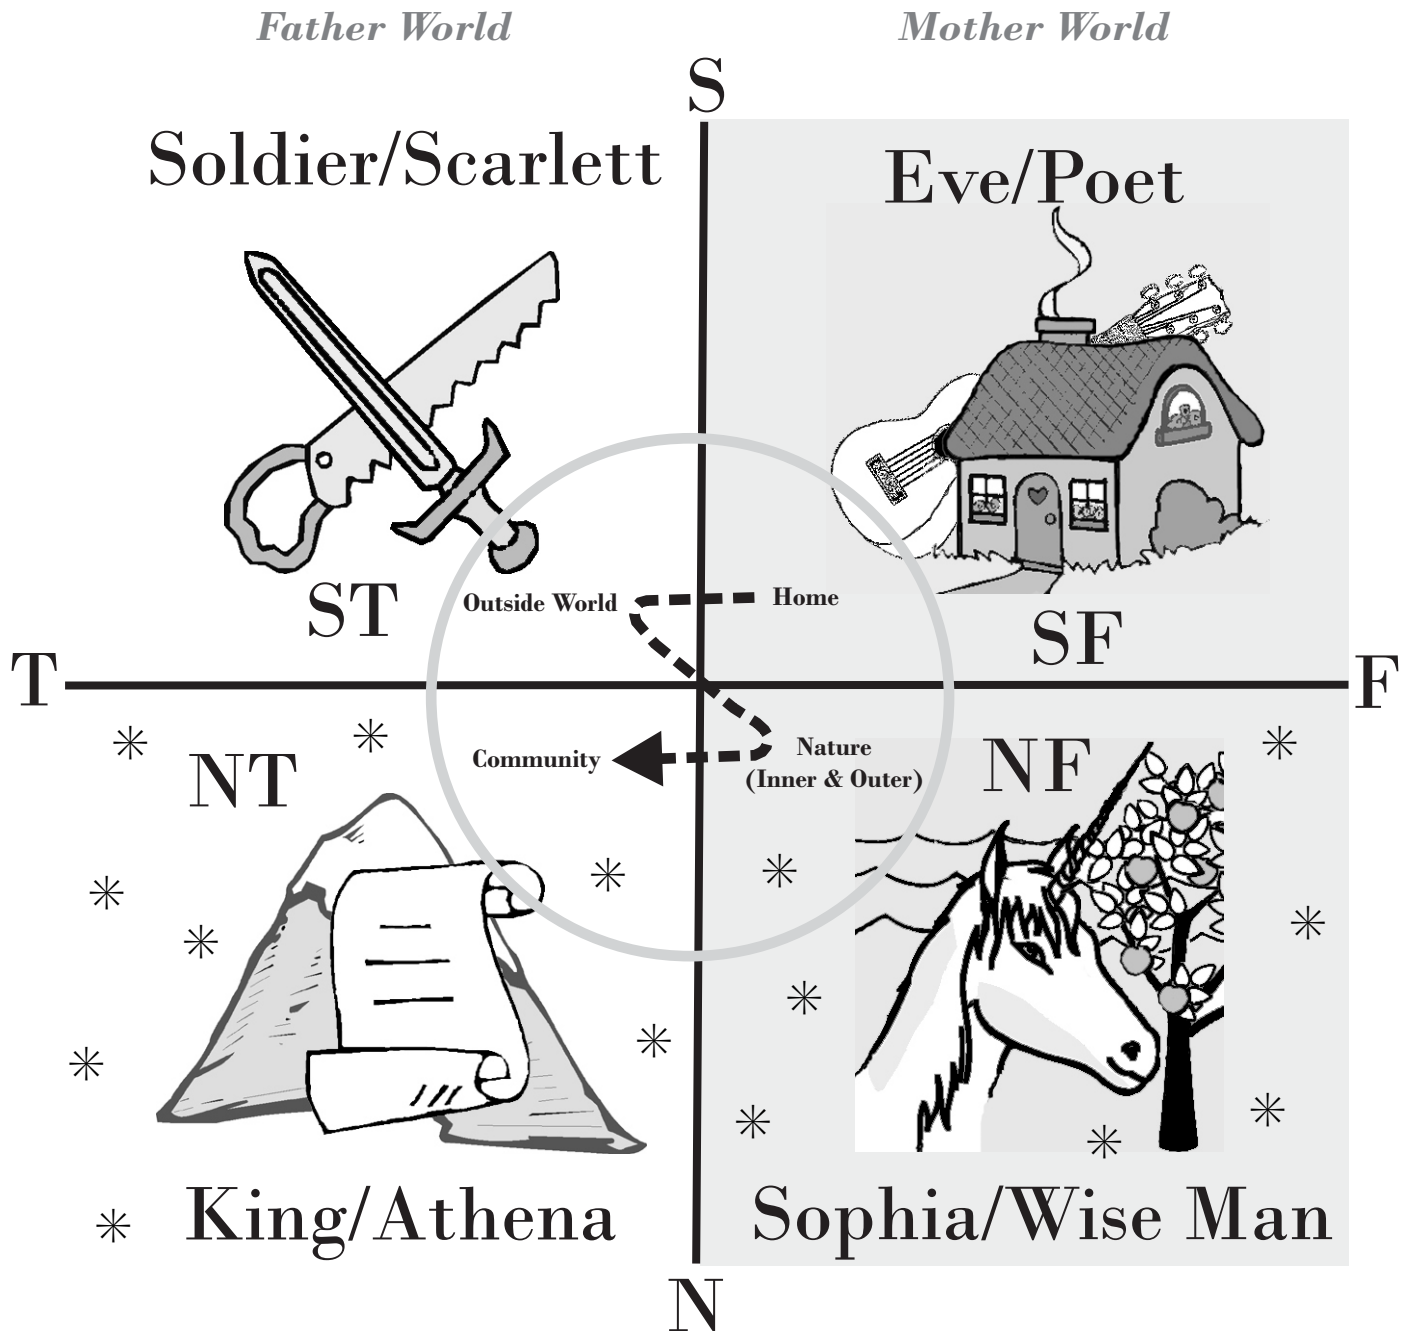 Father World
Mother World
S
Soldier/Scarlett
Eve/Poet
ST
Outside World
Home
SF
T
F
NT
Community
Nature
(Inner & Outer)
NF
King/Athena
Sophia/Wise Man
N